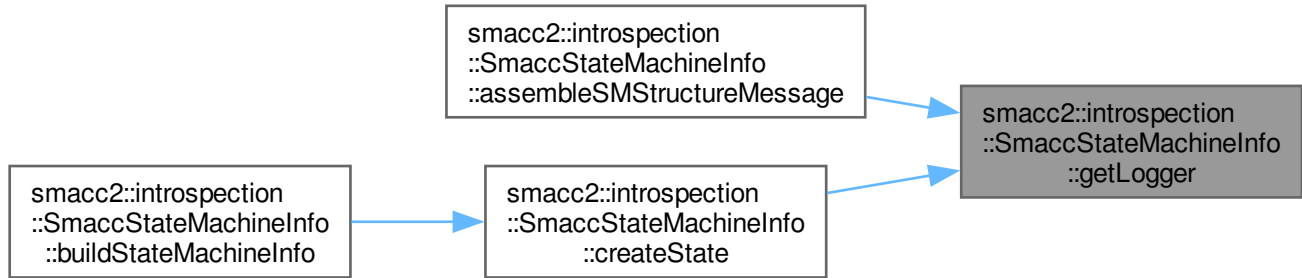 smacc2::introspection
::SmaccStateMachineInfo
::assembleSMStructureMessage
smacc2::introspection
::SmaccStateMachineInfo
::getLogger
smacc2::introspection
::SmaccStateMachineInfo
::buildStateMachineInfo
smacc2::introspection
::SmaccStateMachineInfo
::createState